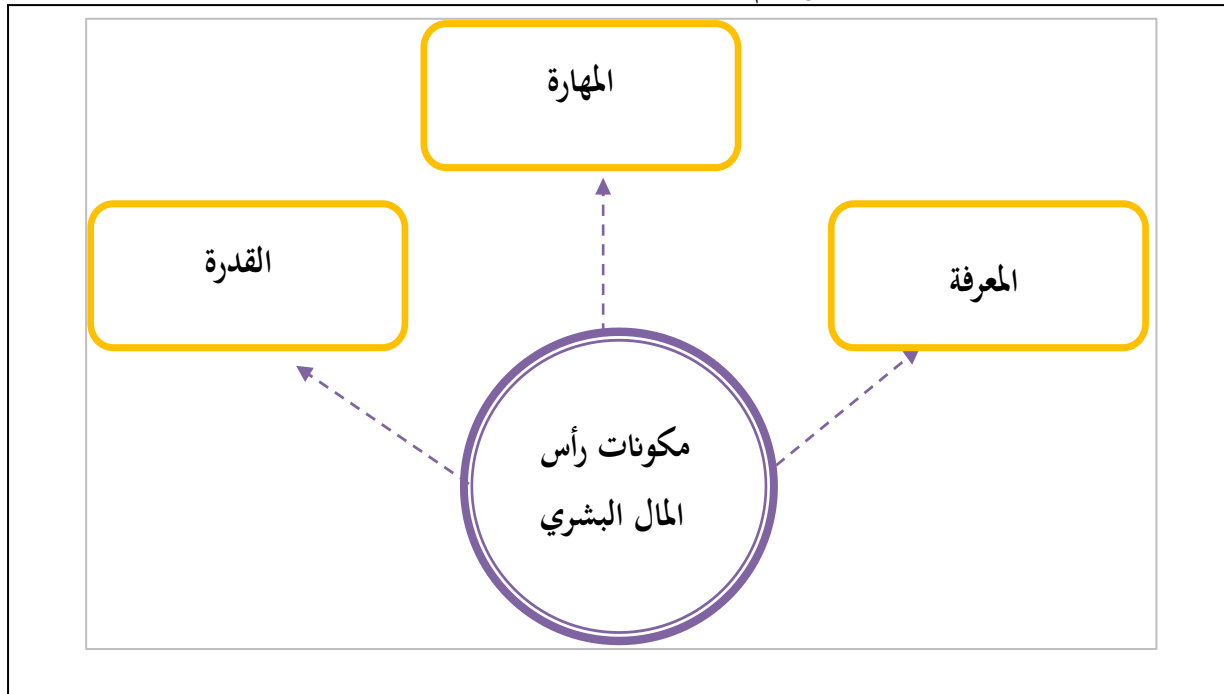 المهارة
المعرفة
القدرة
مكونات رأس
المال البشري